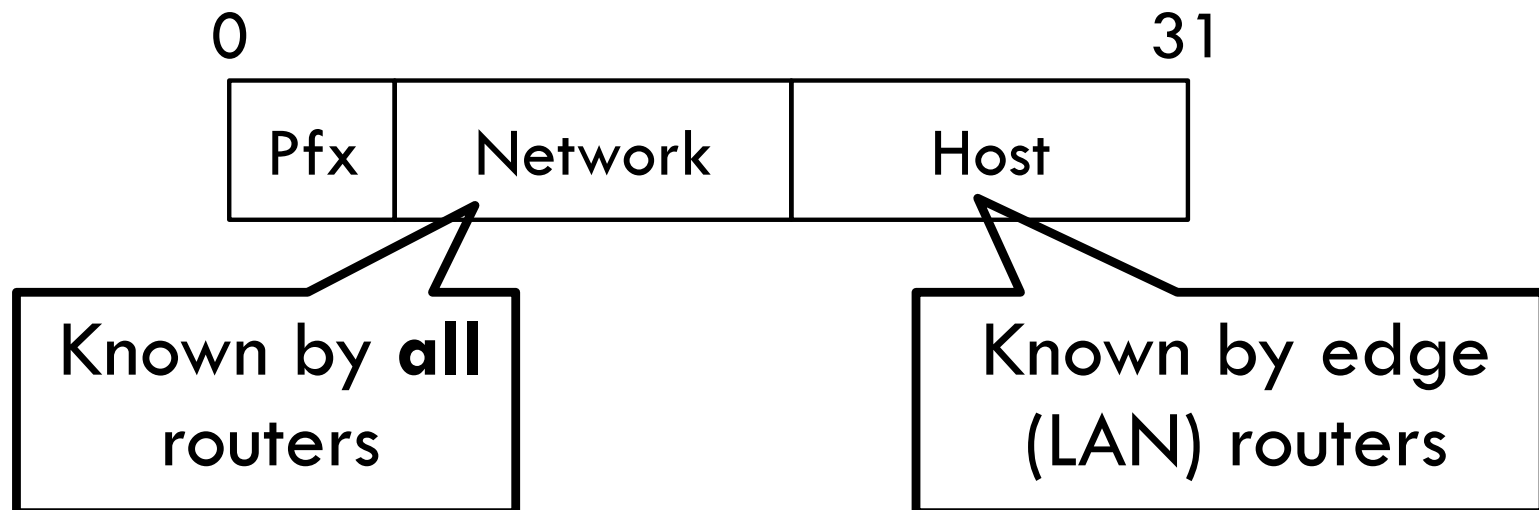 0 31
Pfx Network Host
Known by all
routers
Known by edge
(LAN) routers